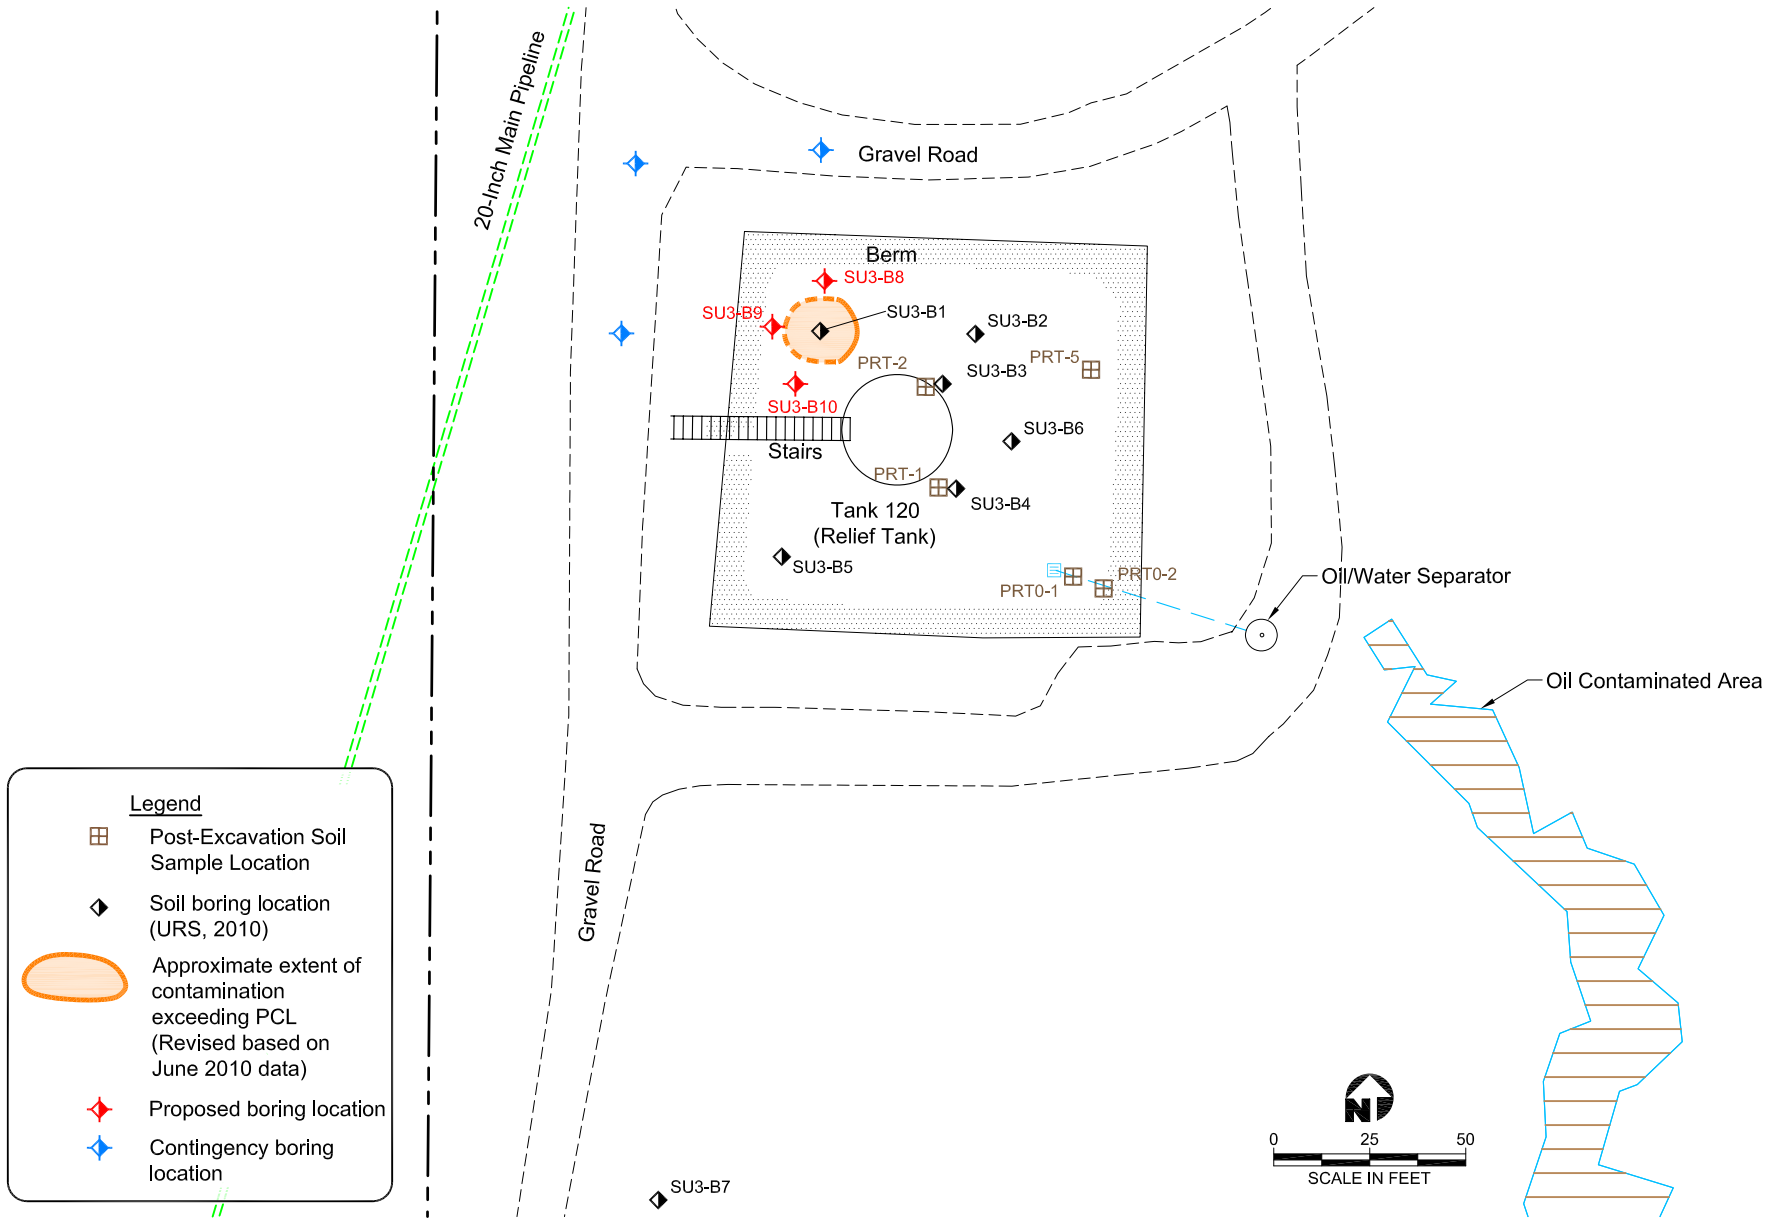 20-Inch Main Pipeline
Gravel Road
Berm
SU3-B8
SU3-B9
SU3-B1
SU3-B2
PRT-2
SU3-B3
PRT-5
SU3-B10
Stairs
SU3-B6
PRT-1
SU3-B4
Tank 120
(Relief Tank)
SU3-B5
PRT0-1
PRT0-2
Oil/Water Separator
Oil Contaminated Area
Gravel Road
SU3-B7
Legend
Post-Excavation Soil
Sample Location
Soil boring location
(URS, 2010)
Approximate extent of
contamination
exceeding PCL
(Revised based on
June 2010 data)
Proposed boring location
Contingency boring
location
N
0 25 50
SCALE IN FEET